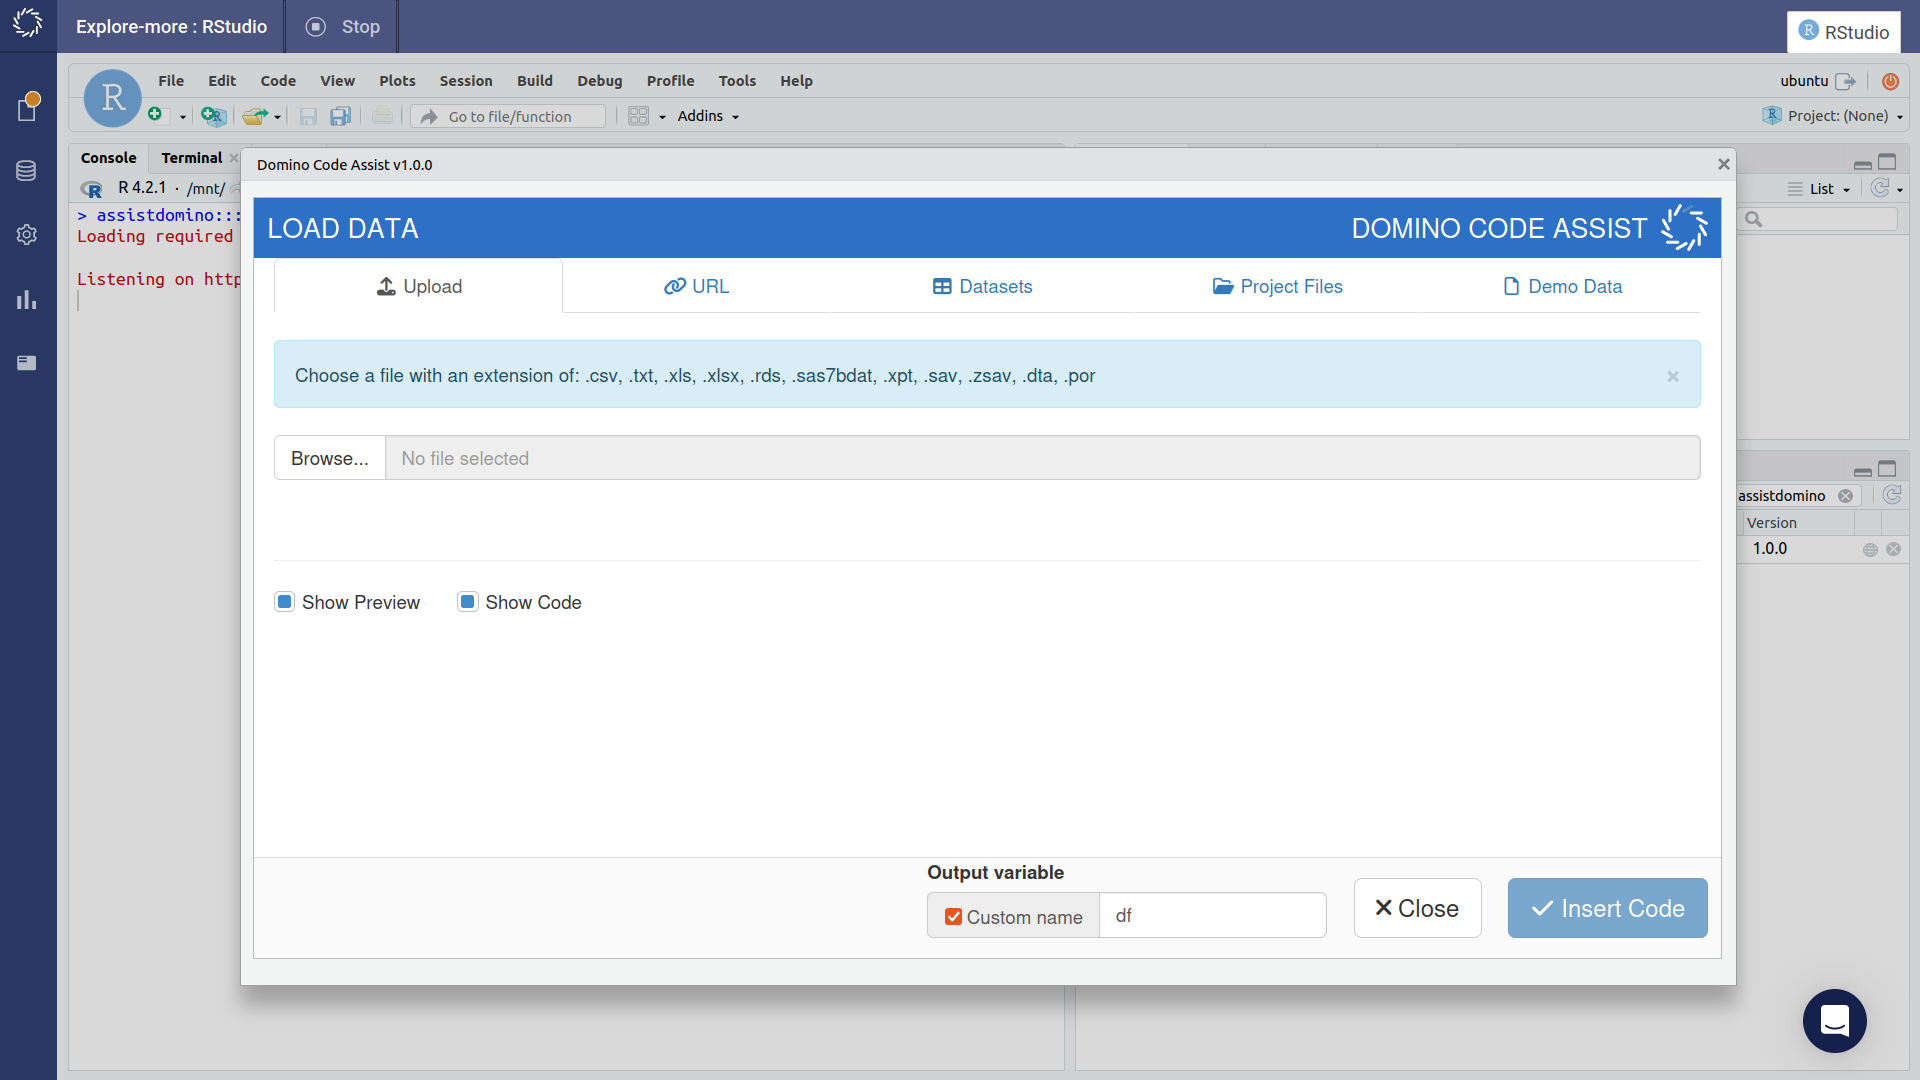 Explore-more : RStudio
Stop
RStudio
R
File Edit Code View Plots Session Build Debug Profile Tools Help
ubuntu
Go to file/function
Addins
Project: (None)
Console Terminal
R 4.2.1 · /mnt/
List
> assistdomino:::
Loading required
Listening on http
Domino Code Assist v1.0.0
LOAD DATA
DOMINO CODE ASSIST
Upload
URL
Datasets
Project Files
Demo Data
Choose a file with an extension of: .csv, .txt, .xls, .xlsx, .rds, .sas7bdat, .xpt, .sav, .zsav, .dta, .por
Browse... No file selected
assistdomino
Version
1.0.0
Show Preview
Show Code
Output variable
Custom name df
Close
Insert Code